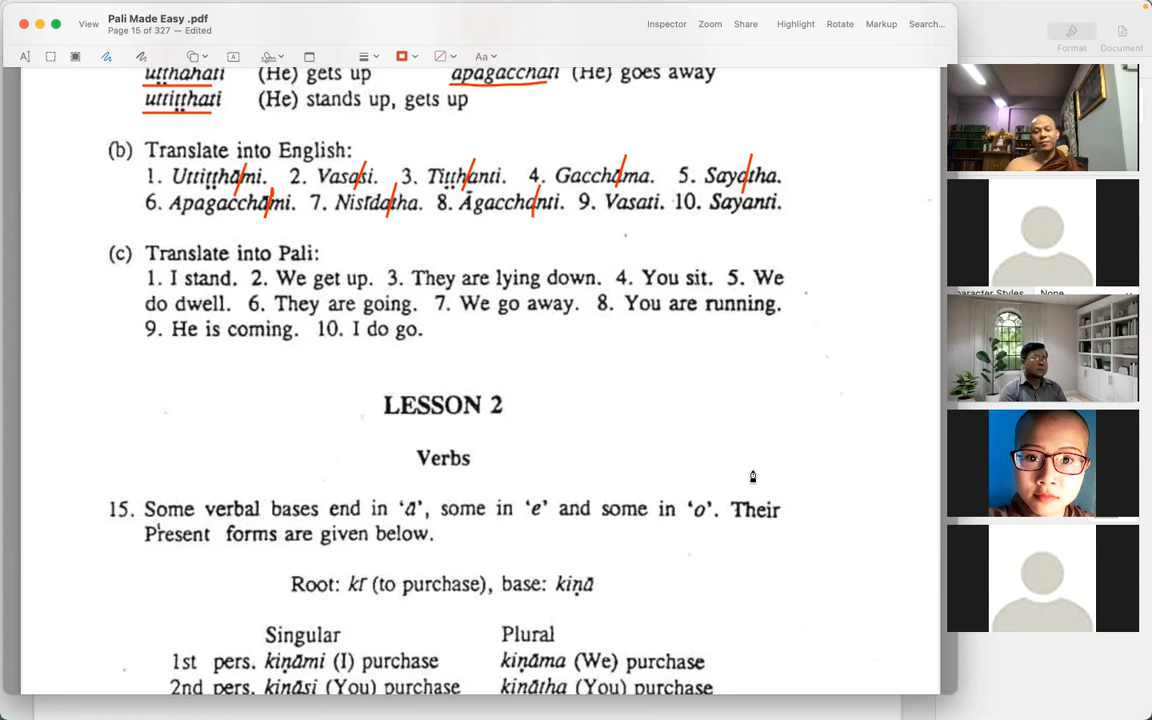 View
Pali Made Easy .pdf
Page 15 of 327 — Edited
Inspector Zoom Share Highlight Rotate Markup Search...
Format Document
Aa
uṭṭhahati (He) gets up apagacchati (He) goes away
uttiṭṭhati (He) stands up, gets up
(b) Translate into English:
1. Uttiṭṭhāmi. 2. Vasasi. 3. Tiṭṭhanti. 4. Gacchāma. 5. Sayatha.
6. Apagacchāmi. 7. Nisīdatha. 8. Āgacchanti. 9. Vasati. 10. Sayanti.
(c) Translate into Pali:
1. I stand. 2. We get up. 3. They are lying down. 4. You sit. 5. We
do dwell. 6. They are going. 7. We go away. 8. You are running.
9. He is coming. 10. I do go.
LESSON 2
Verbs
15. Some verbal bases end in ‘ā’, some in ‘e’ and some in ‘o’. Their
Present forms are given below.
Root: kī (to purchase), base: kiṇā
Singular Plural
1st pers. kiṇāmi (I) purchase kiṇāma (We) purchase
2nd pers. kiṇāsi (You) purchase kiṇātha (You) purchase
None